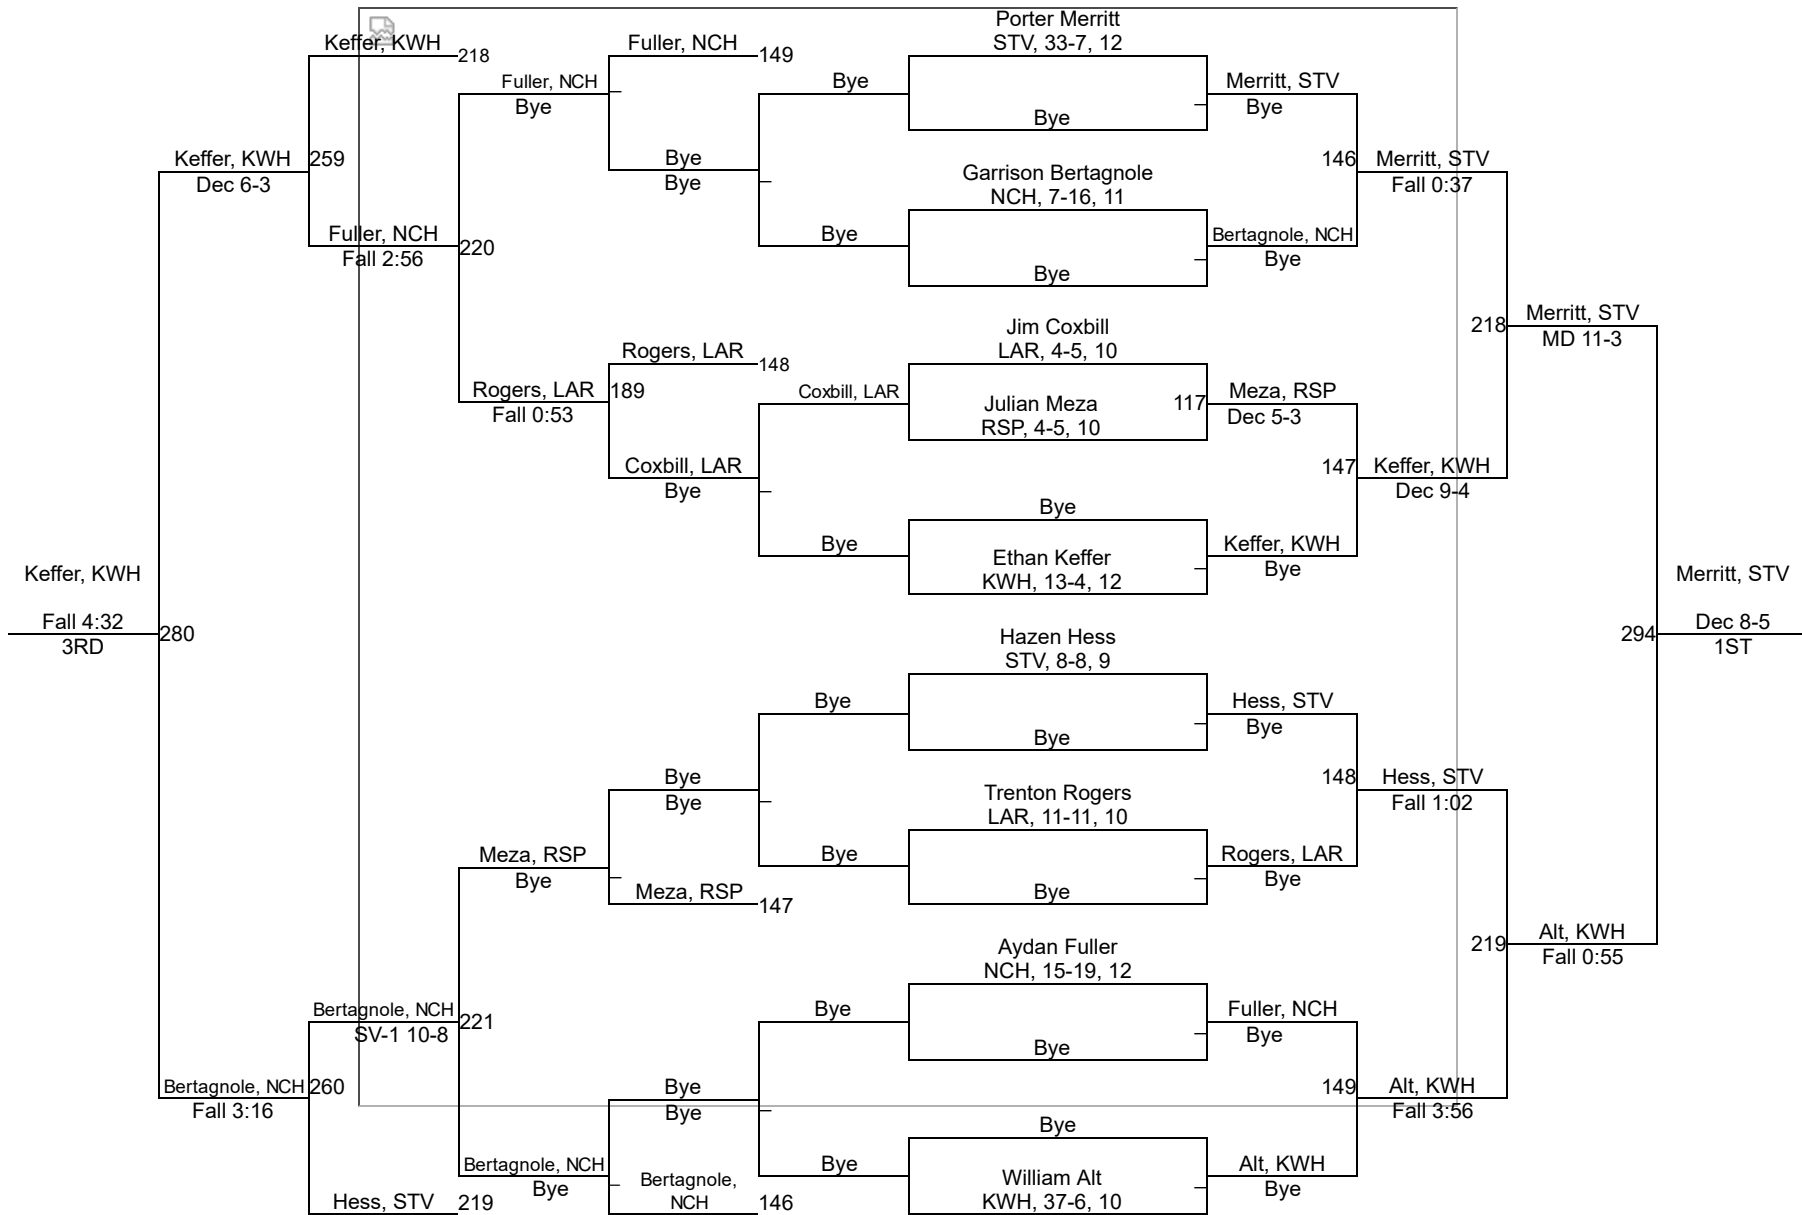 Porter Merritt
STV, 33-7, 12
Keffer, KWH
218
Fuller, NCH
149
Fuller, NCH
Bye
Bye
Bye
Merritt, STV
Bye
Keffer, KWH
259
Dec 6-3
Bye
Bye
Garrison Bertagnole
NCH, 7-16, 11
146
Merritt, STV
Fall 0:37
Fuller, NCH
220
Fall 2:56
Bye
Bye
Bertagnole, NCH
Bye
Jim Coxbill
LAR, 4-5, 10
218
Merritt, STV
MD 11-3
Rogers, LAR
148
Rogers, LAR
189
Fall 0:53
Coxbill, LAR
Julian Meza
RSP, 4-5, 10
117
Meza, RSP
Dec 5-3
Coxbill, LAR
Bye
147
Keffer, KWH
Dec 9-4
Bye
Bye
Ethan Keffer
KWH, 13-4, 12
Keffer, KWH
Bye
Keffer, KWH
Fall 4:32
280
3RD
Merritt, STV
294
Dec 8-5
1ST
Hazen Hess
STV, 8-8, 9
Bye
Bye
Hess, STV
Bye
Bye
Bye
Trenton Rogers
LAR, 11-11, 10
148
Hess, STV
Fall 1:02
Meza, RSP
Bye
Bye
Bye
Rogers, LAR
Bye
Meza, RSP
147
Aydan Fuller
NCH, 15-19, 12
219
Alt, KWH
Fall 0:55
Bertagnole, NCH
221
SV-1 10-8
Bye
Bye
Fuller, NCH
Bye
Bertagnole, NCH
260
Fall 3:16
Bye
Bye
149
Alt, KWH
Fall 3:56
Bye
Bertagnole, NCH
Bye
Bertagnole,
NCH
146
Bye
William Alt
KWH, 37-6, 10
Alt, KWH
Bye
Hess, STV
219